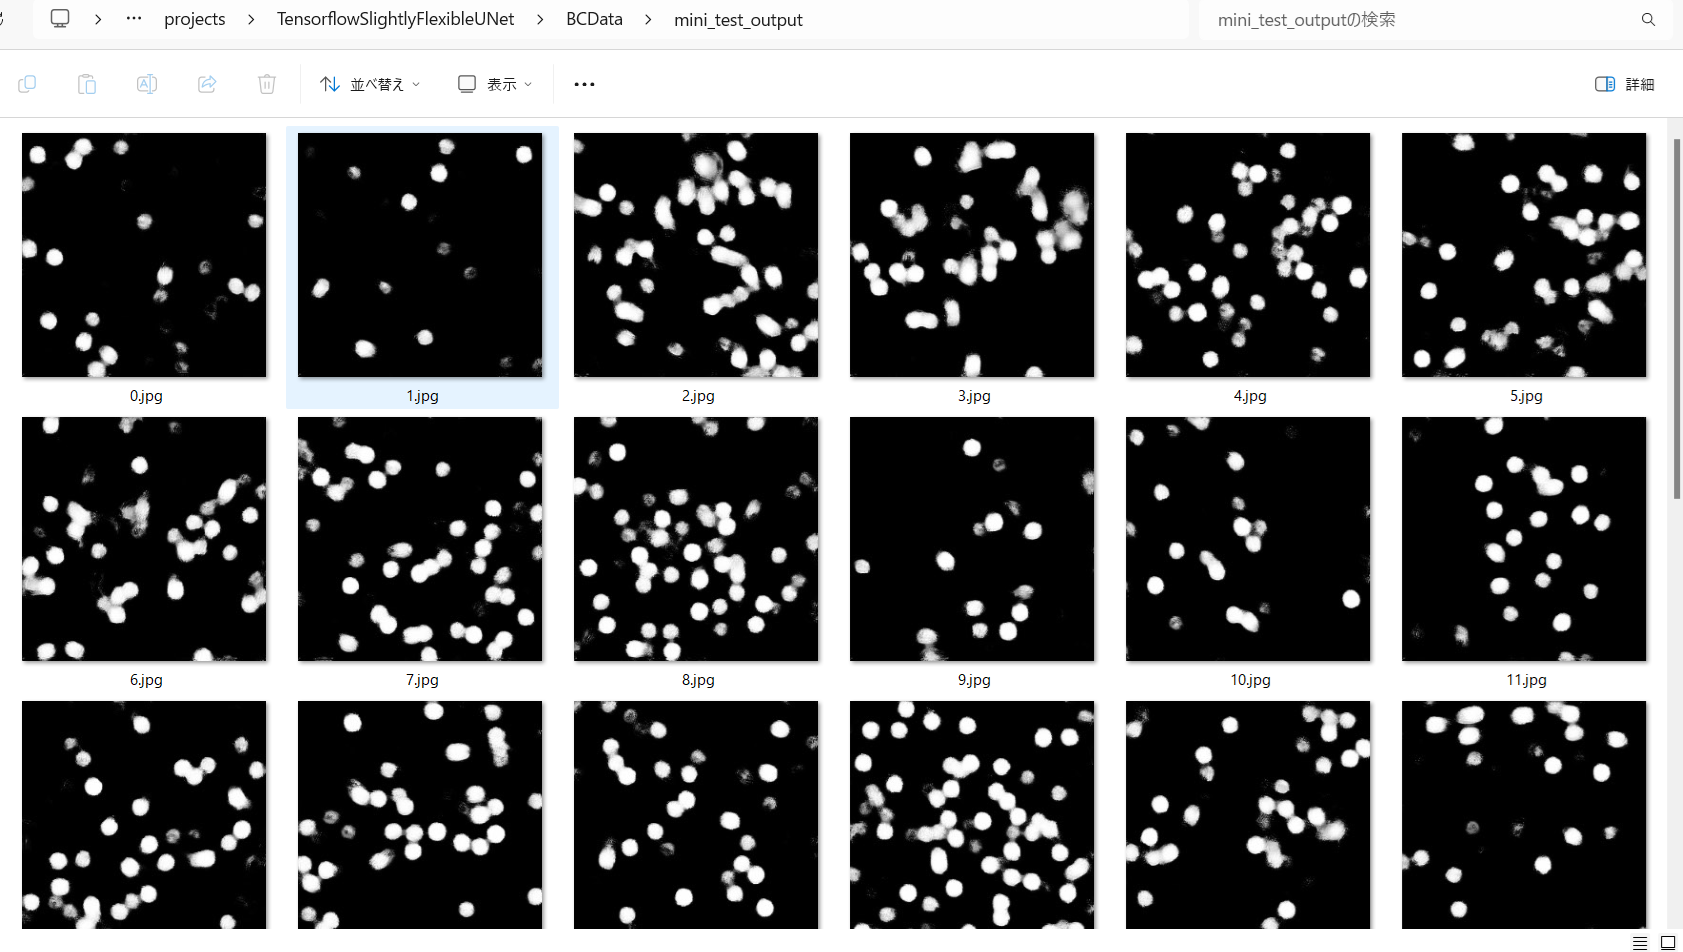 projects > TensorflowSlightlyFlexibleUNet > BCData > mini_test_output
mini_test_outputの検索
並べ替え
表示
詳細
0.jpg
1.jpg
2.jpg
3.jpg
4.jpg
5.jpg
6.jpg
7.jpg
8.jpg
9.jpg
10.jpg
11.jpg